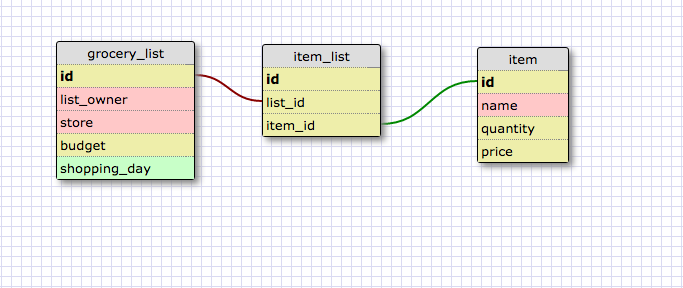 grocery_list
id
list_owner
store
budget
shopping_day
item_list
id
list_id
item_id
item
id
name
quantity
price